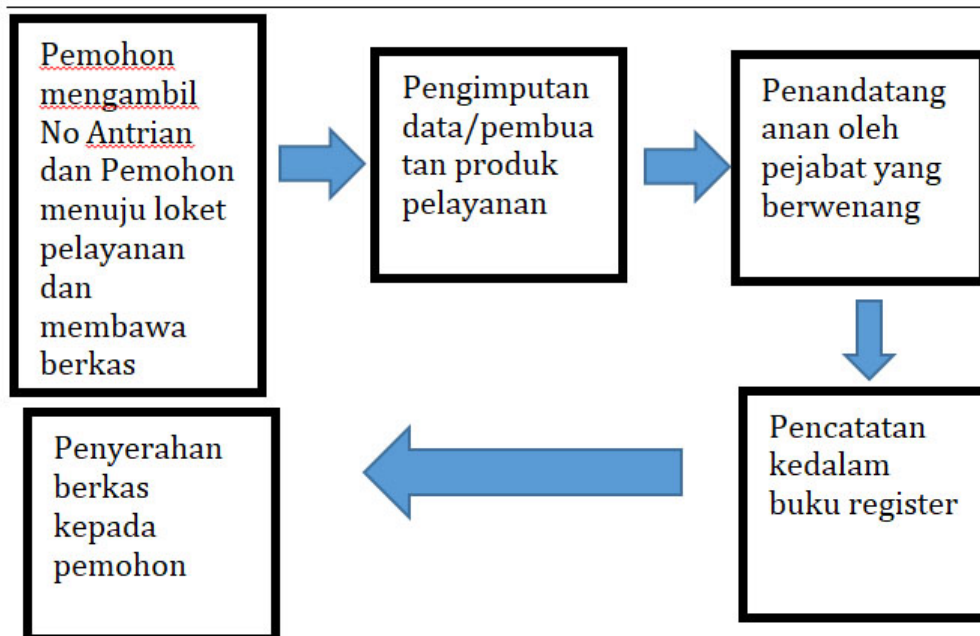 Pemohon
mengambil
No Antrian
dan Pemohon
menuju loket
pelayanan
dan
membawa
berkas
Pengimputan
data/pembua
tan produk
pelayanan
Penandatang
anan oleh
pejabat yang
berwenang
Pencatatan
kedalam
buku register
Penyerahan
berkas
kepada
pemohon